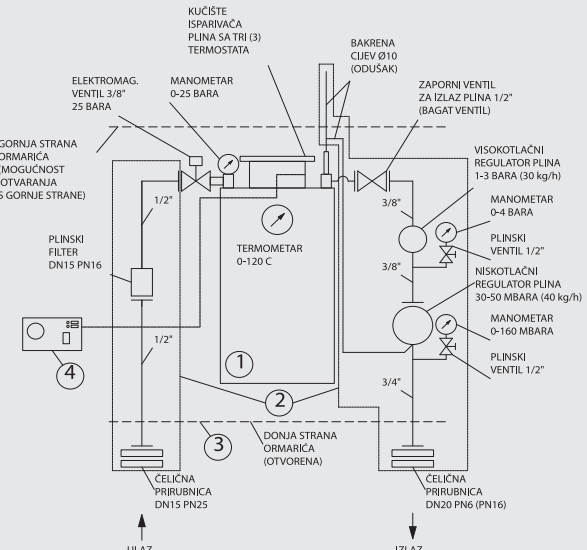 KUČIŠTE
ISPARIVAČA
PLINA SA TRI (3)
TERMOSTATA
BAKRENA
CIJEV Ø10
(ODUŠAK)
ELEKTROMAG.
VENTIL 3/8"
25 BARA
MANOMETAR
0-25 BARA
ZAPORNI VENTIL
ZA IZLAZ PLINA 1/2"
(BAGAT VENTIL)
GORNJA STRANA
ORMARIĆA
(MOGUĆNOST
OTVARANJA
S GORNJE STRANE)
VISOKOTLAČNI
REGULATOR PLINA
1-3 BARA (30 kg/h)
1/2"
3/8"
MANOMETAR
0-4 BARA
PLINSKI
FILTER
DN15 PN16
TERMOMETAR
0-120 C
PLINSKI
VENTIL 1/2"
3/8"
NISKOTLAČNI
REGULATOR PLINA
30-50 MBARA (40 kg/h)
MANOMETAR
0-160 MBARA
1/2"
PLINSKI
VENTIL 1/2"
1
4
3/4"
2
3
DONJA STRANA
ORMARIĆA
(OTVORENA)
ČELIČNA
PRIRUBNICA
DN15 PN25
ČELIČNA
PRIRUBNICA
DN20 PN6 (PN16)
ULAZ
IZLAZ